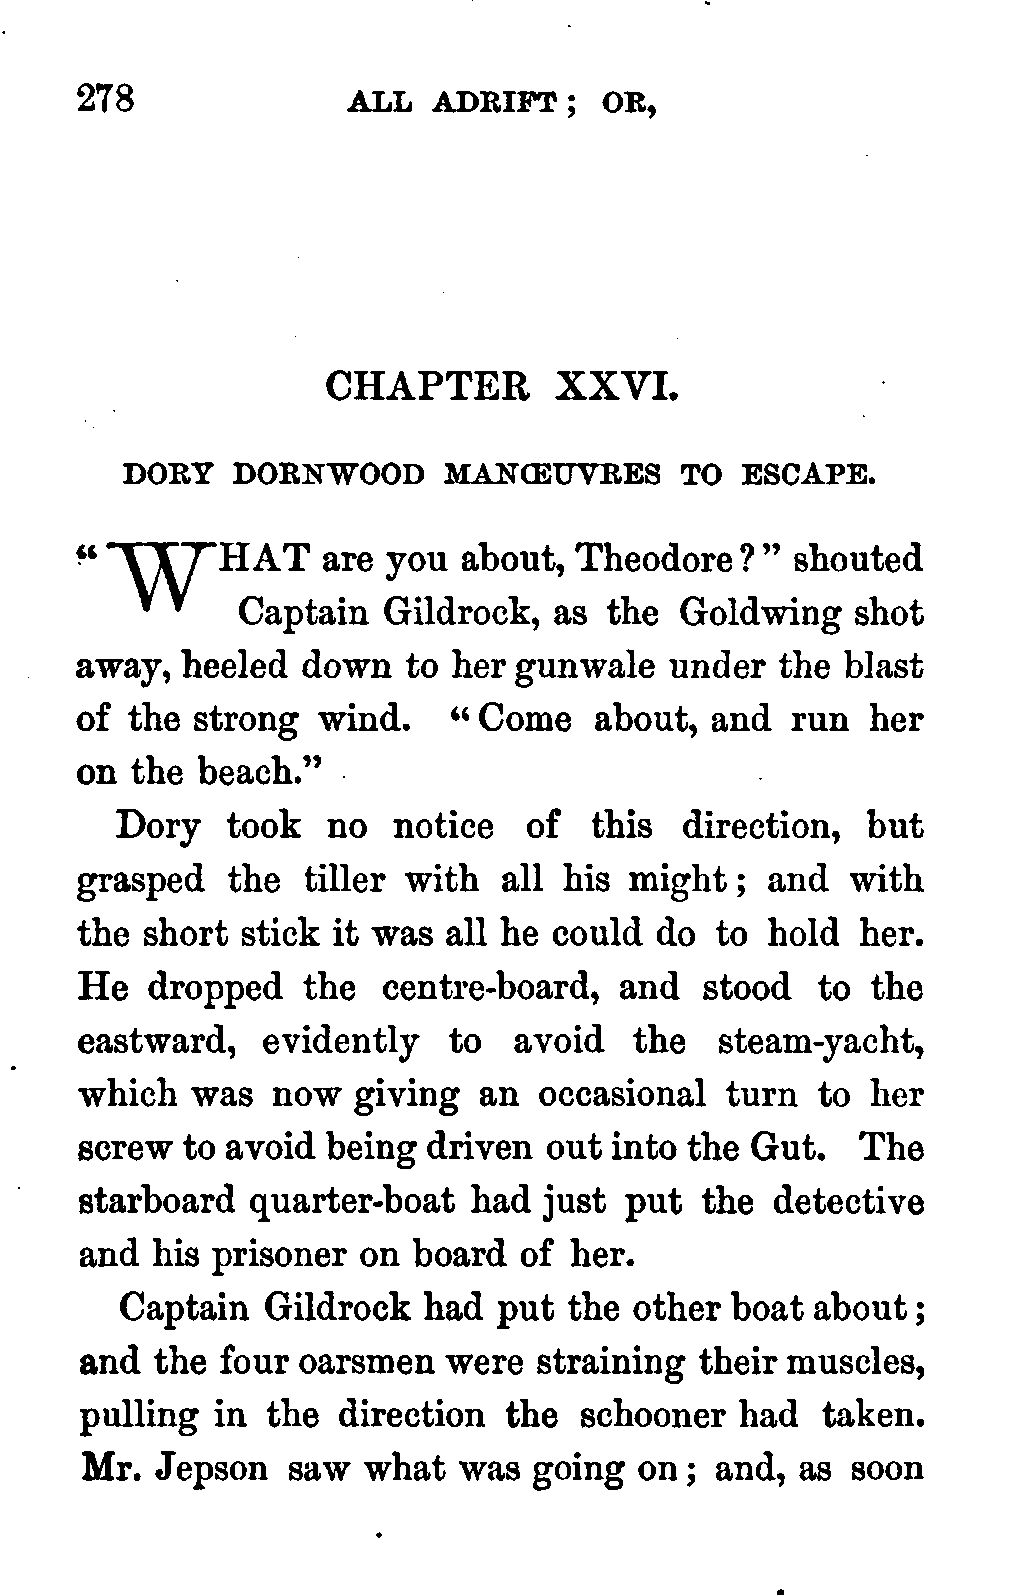 278 ALL ADRIFT; OR,
CHAPTER XXVI.
DORY DORNWOOD MANŒUVRES TO ESCAPE.
“WHAT are you about, Theodore?” shouted
Captain Gildrock, as the Goldwing shot
away, heeled down to her gunwale under the blast
of the strong wind. “Come about, and run her
on the beach.”
Dory took no notice of this direction, but
grasped the tiller with all his might; and with
the short stick it was all he could do to hold her.
He dropped the centre-board, and stood to the
eastward, evidently to avoid the steam-yacht,
which was now giving an occasional turn to her
screw to avoid being driven out into the Gut. The
starboard quarter-boat had just put the detective
and his prisoner on board of her.
Captain Gildrock had put the other boat about;
and the four oarsmen were straining their muscles,
pulling in the direction the schooner had taken.
Mr. Jepson saw what was going on; and, as soon